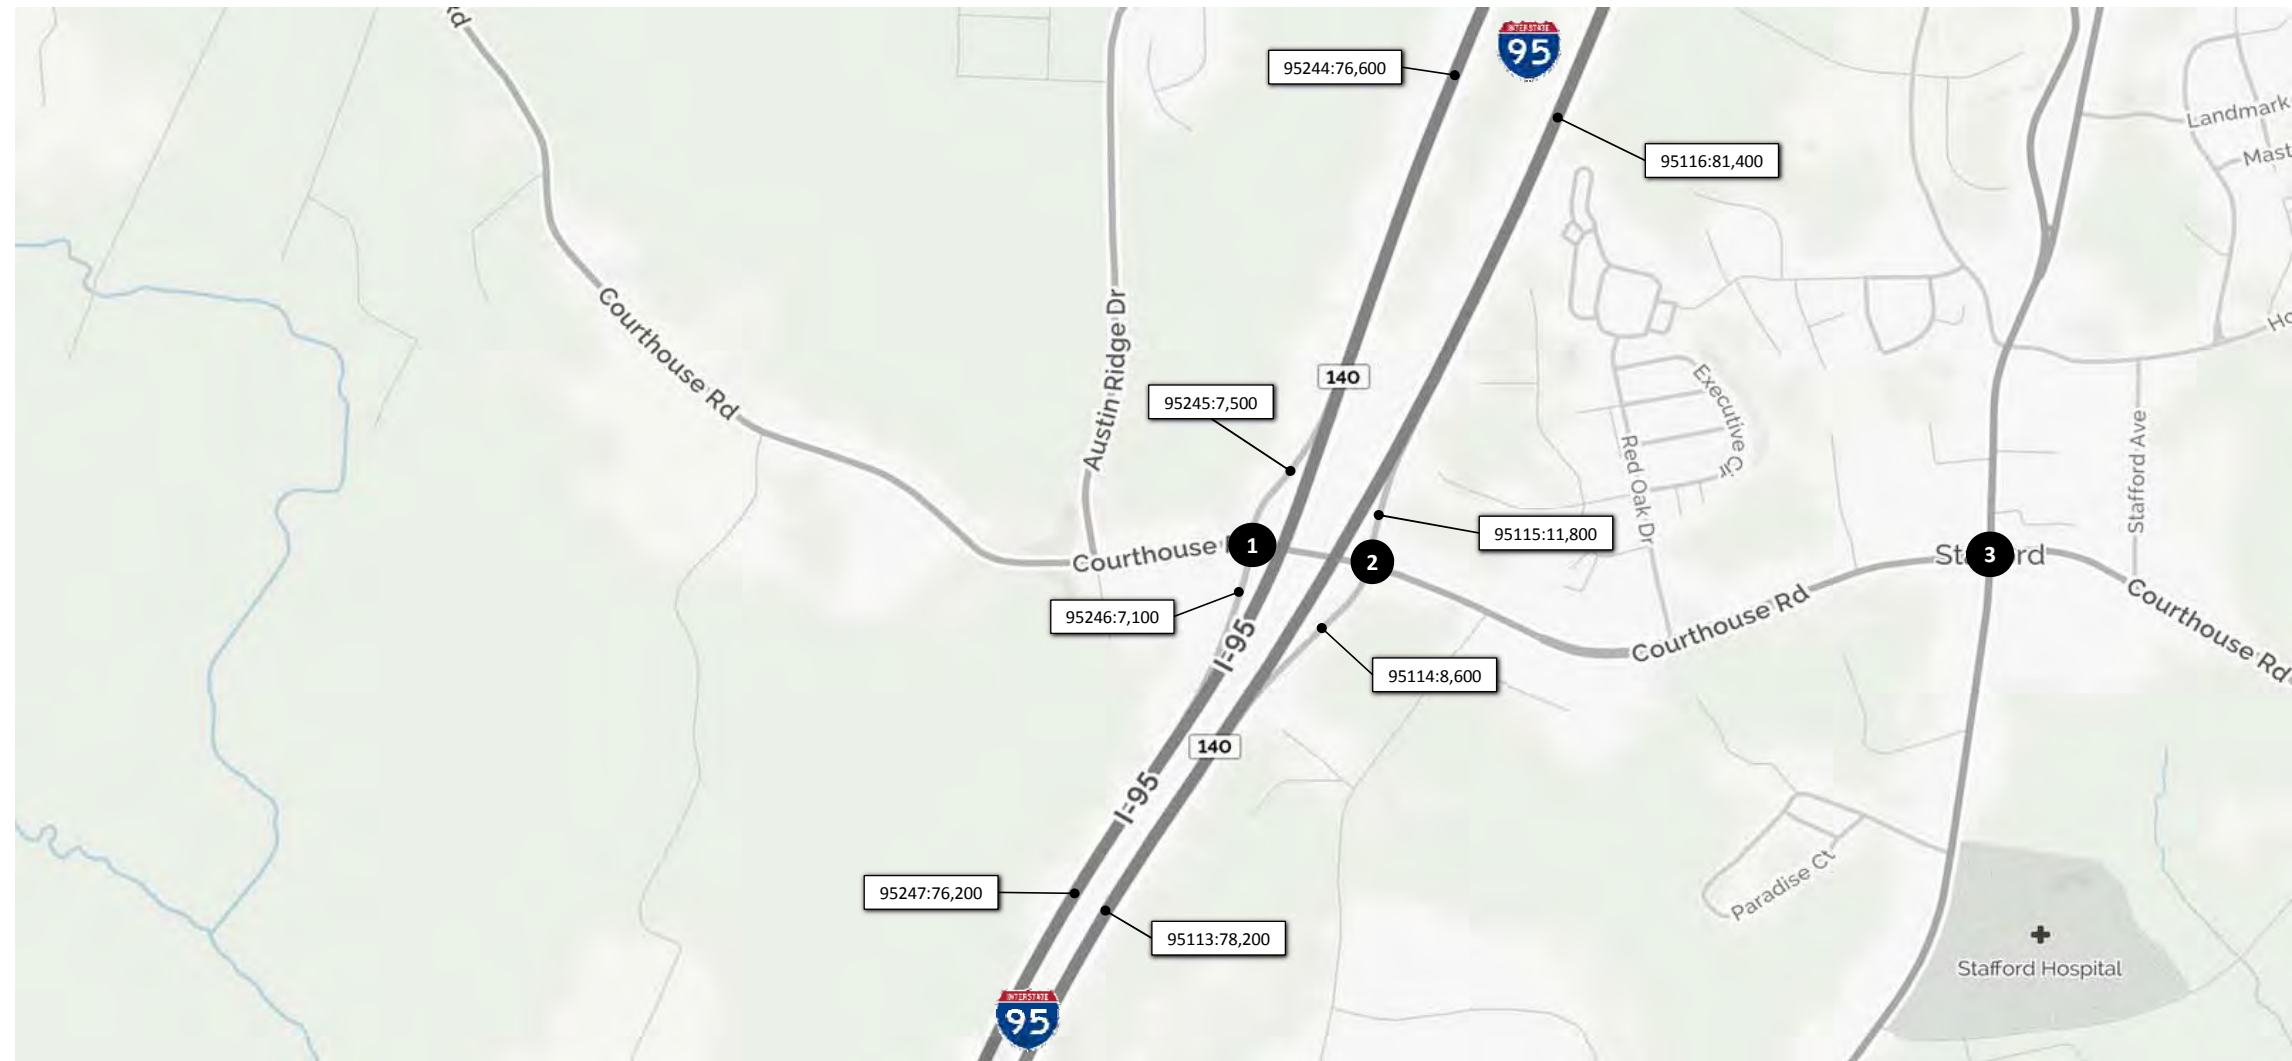 Rd
INTERSTATE
95
95244:76,600
95116:81,400
Landmark
Mast
Courthouse Rd
Austin Ridge Dr
140
95245:7,500
Executive Cir
Red Oak Dr
Stafford Ave
Ho
95115:11,800
Courthouse
1
2
St
3
rd
95246:7,100
I-95
Courthouse Rd
Courthouse Rd
95114:8,600
140
I-95
Paradise Ct
95247:76,200
95113:78,200
Stafford Hospital
INTERSTATE
95